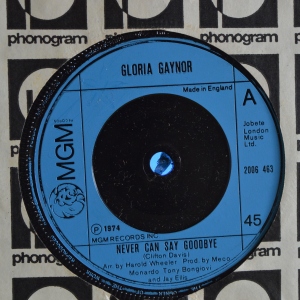 phonogram
phonogram
GLORIA GAYNOR
Made in England
A
Jobete
London
Music
Ltd.
MGM
2006 463
45
℗ 1974
MGM RECORDS INC
NEVER CAN SAY GOODBYE
(Clifton Davis)
Arr by Harold Wheeler Prod. by Meco
Monardo, Tony Bongiovi
and Jay Ellis